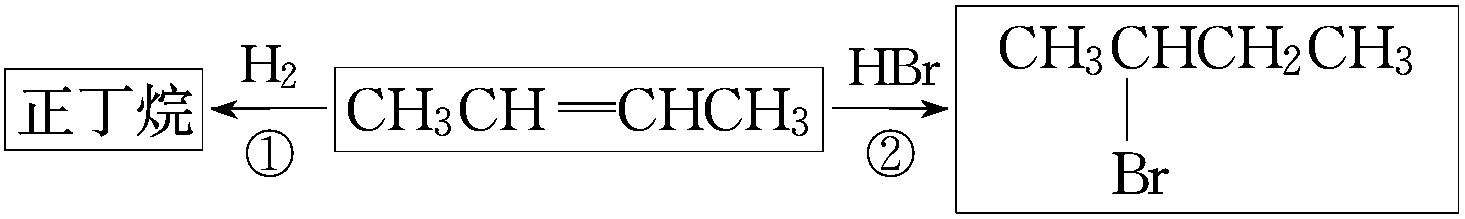 正丁烷 H₂ ① CH₃CH═CHCH₃ HBr ② CH₃CHCH₂CH₃
Br